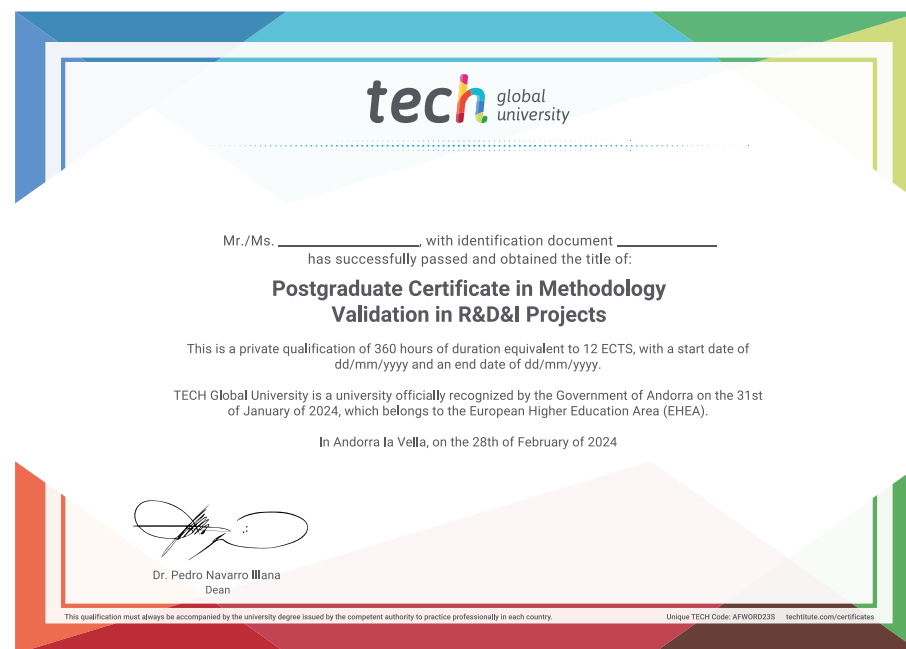 tech global
university
Mr./Ms. ____________________, with identification document ______________
has successfully passed and obtained the title of:
Postgraduate Certificate in Methodology
Validation in R&D&I Projects
This is a private qualification of 360 hours of duration equivalent to 12 ECTS, with a start date of
dd/mm/yyyy and an end date of dd/mm/yyyy.
TECH Global University is a university officially recognized by the Government of Andorra on the 31st
of January of 2024, which belongs to the European Higher Education Area (EHEA).
In Andorra la Vella, on the 28th of February of 2024
Dr. Pedro Navarro Illana
Dean
This qualification must always be accompanied by the university degree issued by the competent authority to practice professionally in each country.
Unique TECH Code: AFWORD23S techtitute.com/certificates